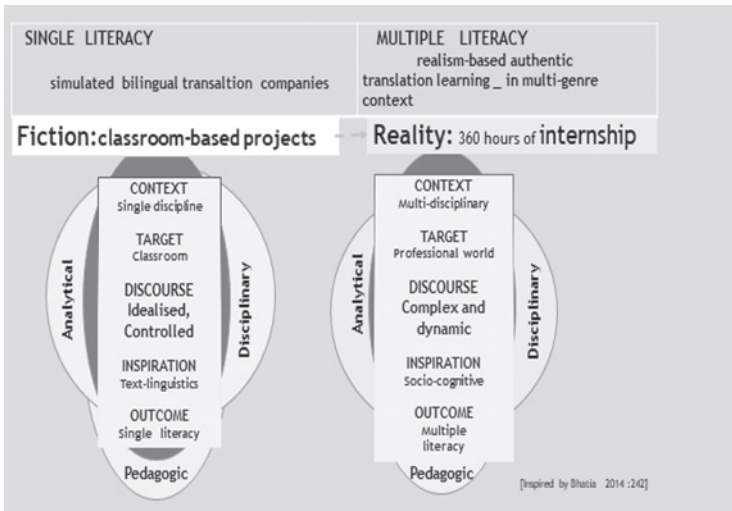 SINGLE LITERACY
simulated bilingual transaltion companies
MULTIPLE LITERACY
realism-based authentic
translation learning _ in multi-genre
context
Fiction:classroom-based projects
Reality: 360 hours of internship
Analytical
CONTEXT
Single discipline
TARGET
Classroom
DISCOURSE
Idealised,
Controlled
INSPIRATION
Text-linguistics
OUTCOME
Single literacy
Disciplinary
Pedagogic
Analytical
CONTEXT
Multi-disciplinary
TARGET
Professional world
DISCOURSE
Complex and
dynamic
INSPIRATION
Socio-cognitive
OUTCOME
Multiple
literacy
Disciplinary
Pedagogic
[Inspired by Bhatia 2014 :242]